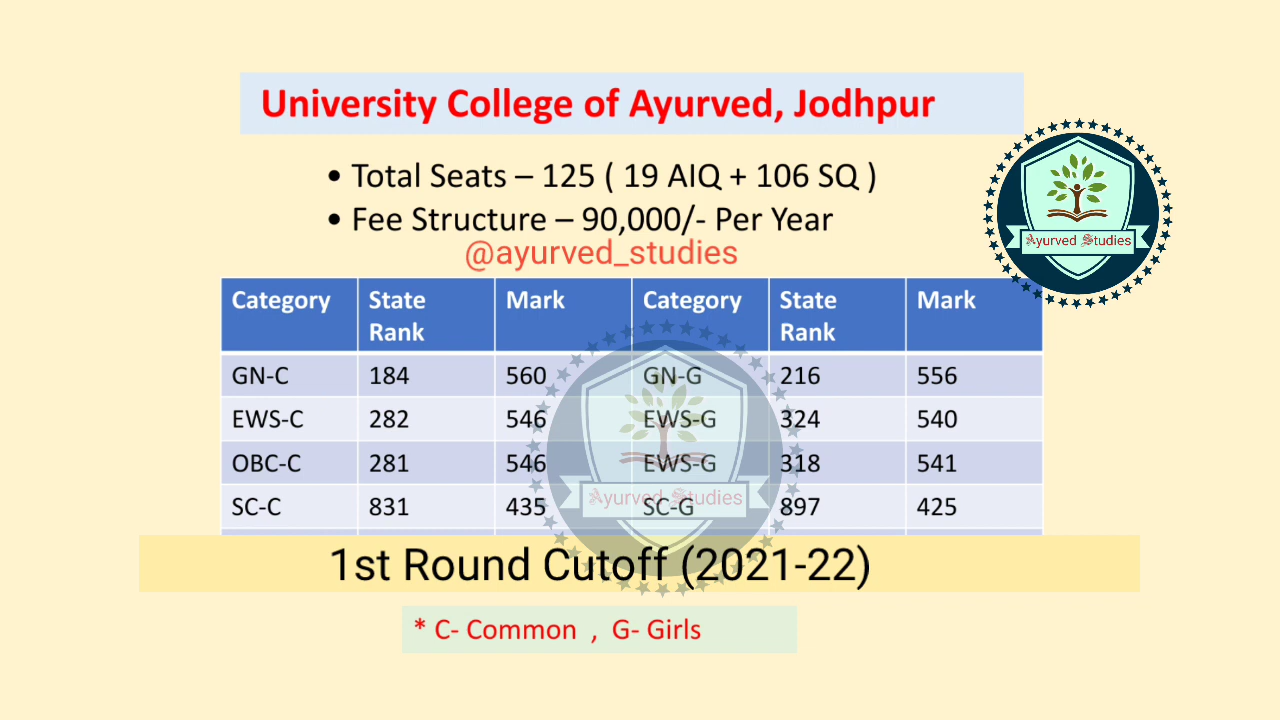 University College of Ayurved, Jodhpur
• Total Seats – 125 ( 19 AIQ + 106 SQ )
• Fee Structure – 90,000/- Per Year
@ayurved_studies
Ayurved Studies
Category State Rank Mark Category State Rank Mark
GN-C 184 560 GN-G 216 556
EWS-C 282 546 EWS-G 324 540
OBC-C 281 546 EWS-G 318 541
SC-C 831 435 SC-G 897 425
Ayurved Studies
1st Round Cutoff (2021-22)
* C- Common , G- Girls